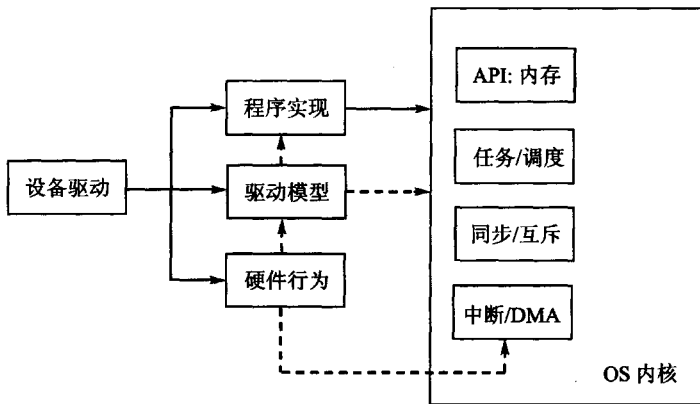 API: 内存
程序实现
任务/调度
设备驱动
驱动模型
同步/互斥
硬件行为
中断/DMA
OS 内核